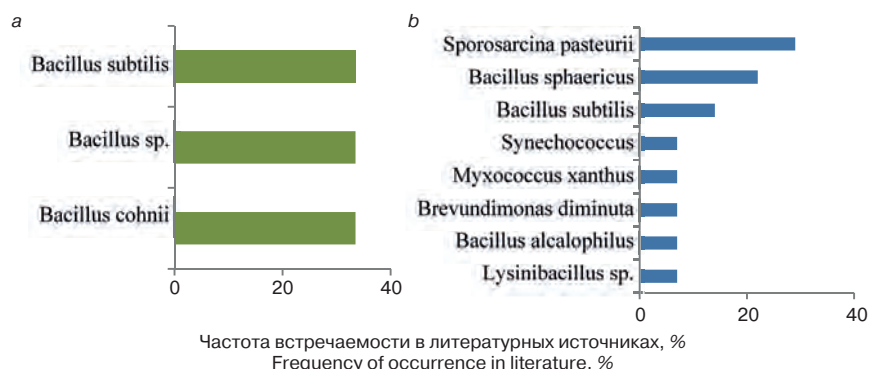 a
Bacillus subtilis
Bacillus sp.
Bacillus cohnii
0 20 40
b
Sporosarcina pasteurii
Bacillus sphaericus
Bacillus subtilis
Synechococcus
Myxococcus xanthus
Brevundimonas diminuta
Bacillus alcalophilus
Lysinibacillus sp.
0 20 40
Частота встречаемости в литературных источниках, %
Frequency of occurrence in literature, %